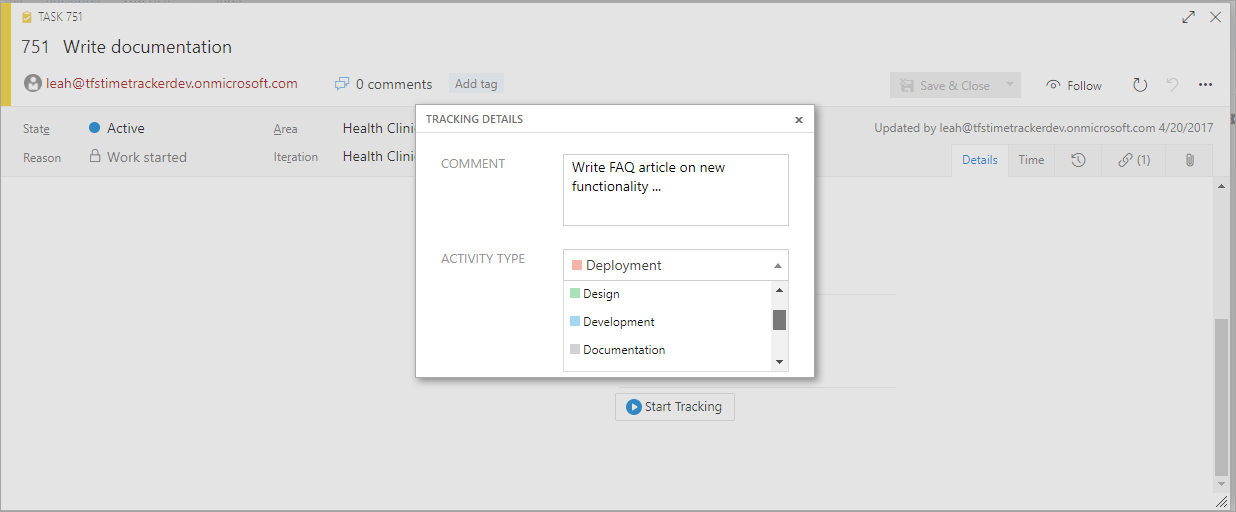 TASK 751
751 Write documentation
leah@tfstimetrackerdev.onmicrosoft.com 0 comments Add tag Save & Close Follow
TRACKING DETAILS
State Active Area Health Clini Updated by leah@tfstimetrackerdev.onmicrosoft.com 4/20/2017
Reason Work started Iteration Health Clini Details Time (1)
COMMENT
Write FAQ article on new
functionality ...
ACTIVITY TYPE
Deployment
Design
Development
Documentation
Start Tracking